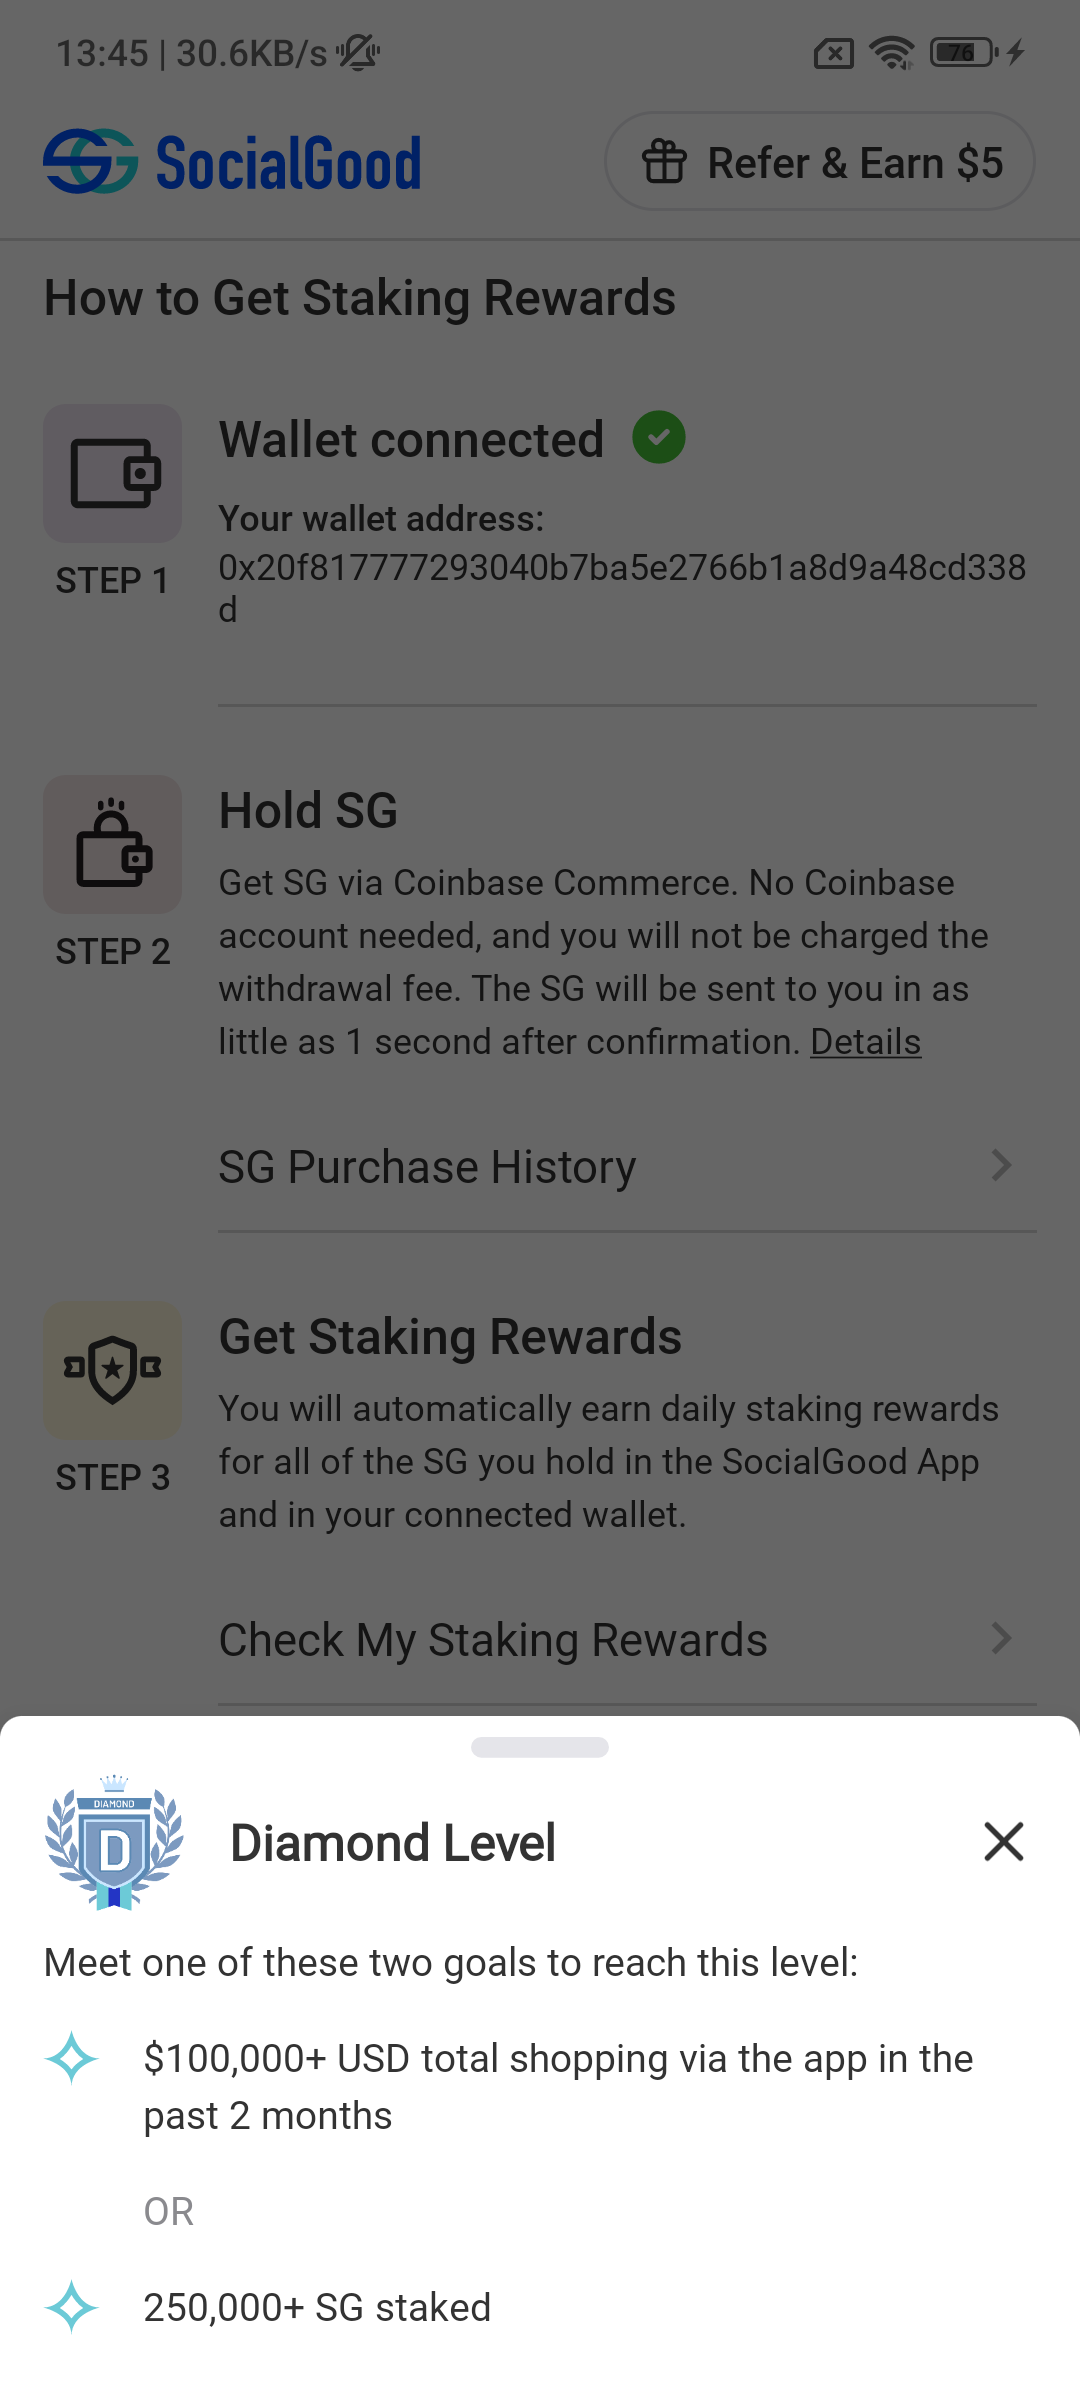 13:45 | 30.6KB/s
76
SG SocialGood
Refer & Earn $5
How to Get Staking Rewards
Wallet connected
Your wallet address:
0x20f817777293040b7ba5e2766b1a8d9a48cd338
d
STEP 1
Hold SG
Get SG via Coinbase Commerce. No Coinbase
account needed, and you will not be charged the
withdrawal fee. The SG will be sent to you in as
little as 1 second after confirmation. Details
STEP 2
SG Purchase History
Get Staking Rewards
You will automatically earn daily staking rewards
for all of the SG you hold in the SocialGood App
and in your connected wallet.
STEP 3
Check My Staking Rewards
DIAMOND
D
Diamond Level
Meet one of these two goals to reach this level:
$100,000+ USD total shopping via the app in the
past 2 months
OR
250,000+ SG staked